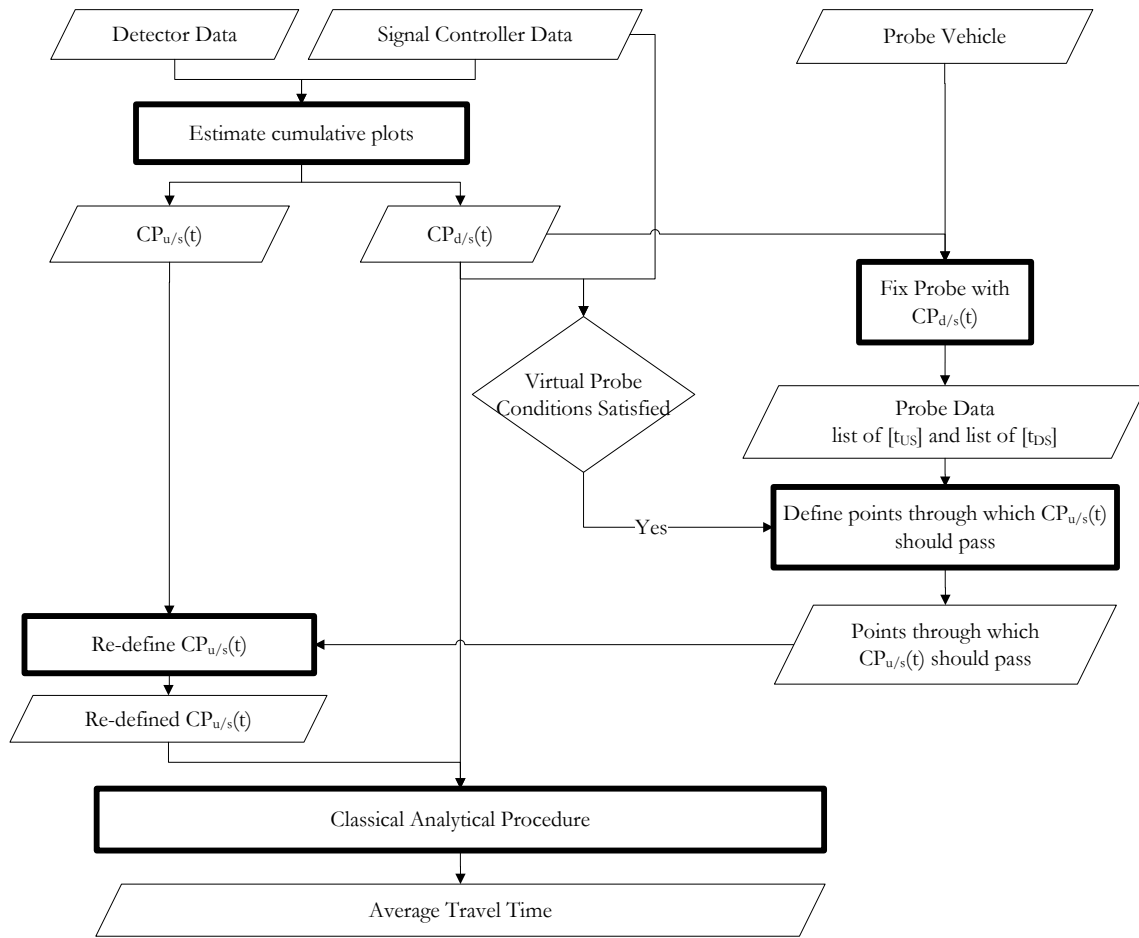 Detector Data
Signal Controller Data
Probe Vehicle
Estimate cumulative plots
CPu/s(t)
CPd/s(t)
Fix Probe with
CPd/s(t)
Virtual Probe
Conditions Satisfied
Probe Data
list of [tUS] and list of [tDS]
Yes
Define points through which CPu/s(t)
should pass
Re-define CPu/s(t)
Points through which
CPu/s(t) should pass
Re-defined CPu/s(t)
Classical Analytical Procedure
Average Travel Time